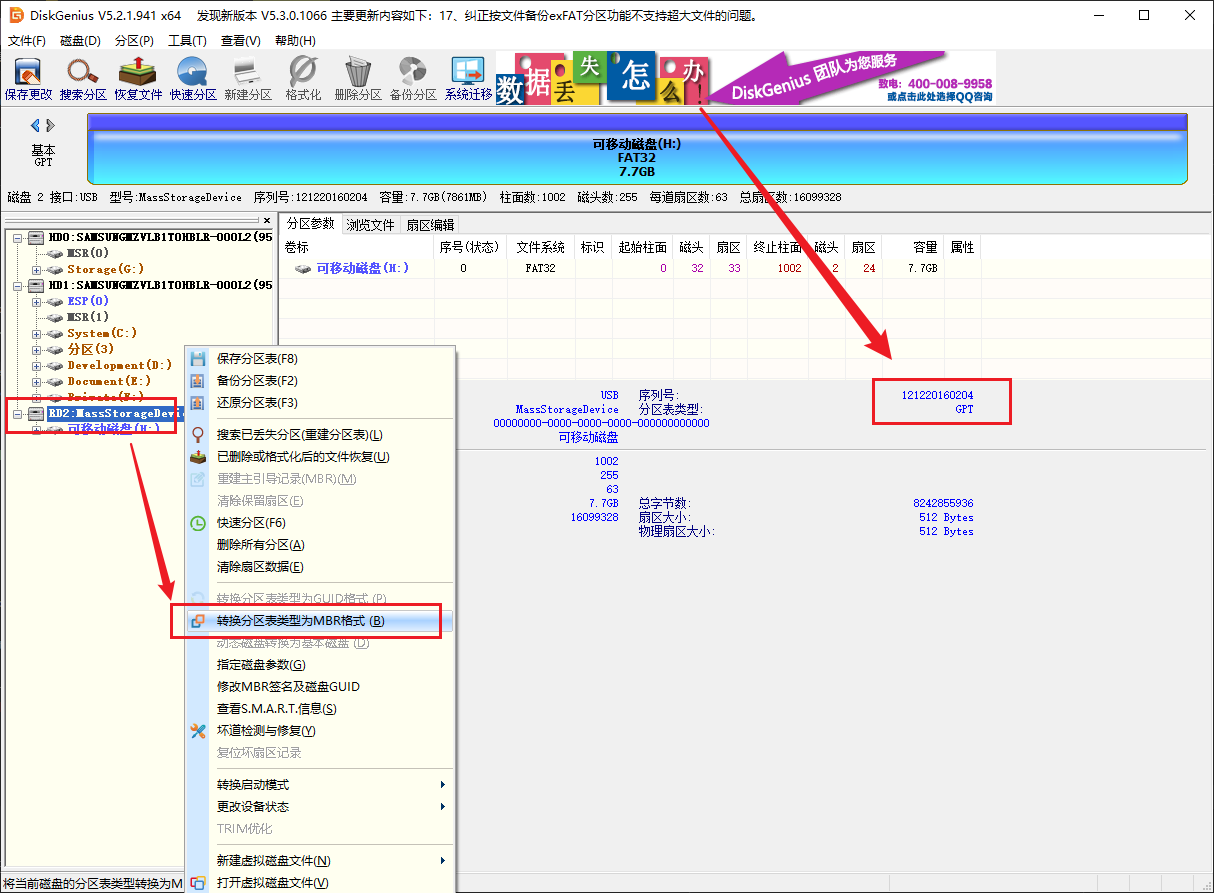 DiskGenius V5.2.1.941 x64 发现新版本 V5.3.0.1066 主要更新内容如下：17、纠正按文件备份exFAT分区功能不支持超大文件的问题。
文件(F) 磁盘(D) 分区(P) 工具(T) 查看(V) 帮助(H)
保存更改 搜索分区 恢复文件 快速分区 新建分区 格式化 删除分区 备份分区 系统迁移
数据丢失怎么办!
DiskGenius 团队为您服务
致电：400-008-9958
或点击此处选择QQ咨询
基本
GPT
可移动磁盘(H:)
FAT32
7.7GB
磁盘 2 接口:USB 型号:MassStorageDevice 序列号:121220160204 容量:7.7GB(7861MB) 柱面数:1002 磁头数:255 每道扇区数:63 总扇区数:16099328
HD0:SAMSUNGMZVLB1T0HBLR-000L2(95
MSR(0)
Storage(G:)
HD1:SAMSUNGMZVLB1T0HBLR-000L2(95
ESP(0)
MSR(1)
System(C:)
分区(3)
Development(D:)
Document(E:)
Private(F:)
RD2:MassStorageDevi
可移动磁盘(H:)
分区参数 浏览文件 扇区编辑
卷标 序号(状态) 文件系统 标识 起始柱面 磁头 扇区 终止柱面 磁头 扇区 容量 属性
可移动磁盘(H:) 0 FAT32 0 32 33 1002 2 24 7.7GB
USB 序列号: 121220160204
MassStorageDevice 分区表类型: GPT
00000000-0000-0000-0000-000000000000
可移动磁盘
1002
255
63
7.7GB 总字节数: 8242855936
16099328 扇区大小: 512 Bytes
物理扇区大小: 512 Bytes
保存分区表(F8)
备份分区表(F2)
还原分区表(F3)
搜索已丢失分区(重建分区表)(L)
已删除或格式化后的文件恢复(U)
重建主引导记录(MBR)(M)
清除保留扇区(E)
快速分区(F6)
删除所有分区(A)
清除扇区数据(E)
转换分区表类型为GUID格式 (P)
转换分区表类型为MBR格式 (B)
动态磁盘转换为基本磁盘 (D)
指定磁盘参数(G)
修改MBR签名及磁盘GUID
查看S.M.A.R.T.信息(S)
坏道检测与修复(Y)
复位坏扇区记录
转换启动模式
更改设备状态
TRIM优化
新建虚拟磁盘文件(N)
打开虚拟磁盘文件(V)
将当前磁盘的分区表类型转换为M